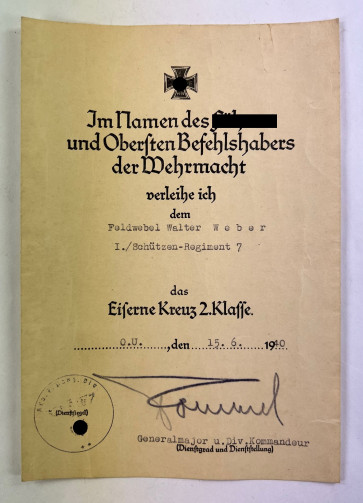 Im Namen des
und Obersten Befehlshabers
der Wehrmacht
verleihe ich
dem
Feldwebel Walter W e b e r
I./Schützen-Regiment 7
das
Eiserne Kreuz 2.Klasse.
O.U. ,den 15. 6. 1940
(Dienstsiegel)
Rommel
Generalmajor u.Div.Kommandeur
(Dienstgrad und Dienststellung)